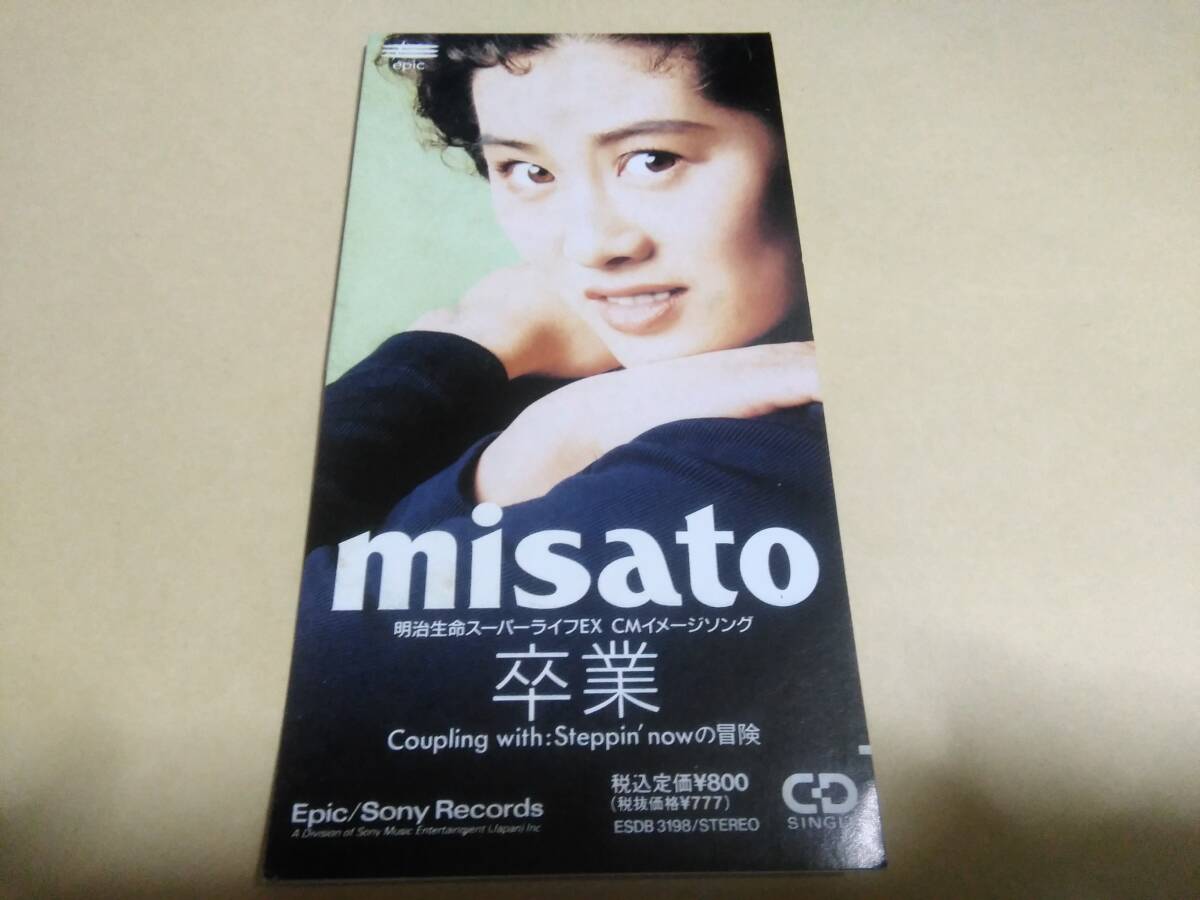 epic
misato
明治生命スーパーライフEX CMイメージソング
卒業
Coupling with:Steppin'nowの冒険
税込定価¥800
(税抜価格¥777)
Epic/Sony Records
A Division of Sony Music Entertainment (Japan) Inc
ESDB 3198/STEREO
CD